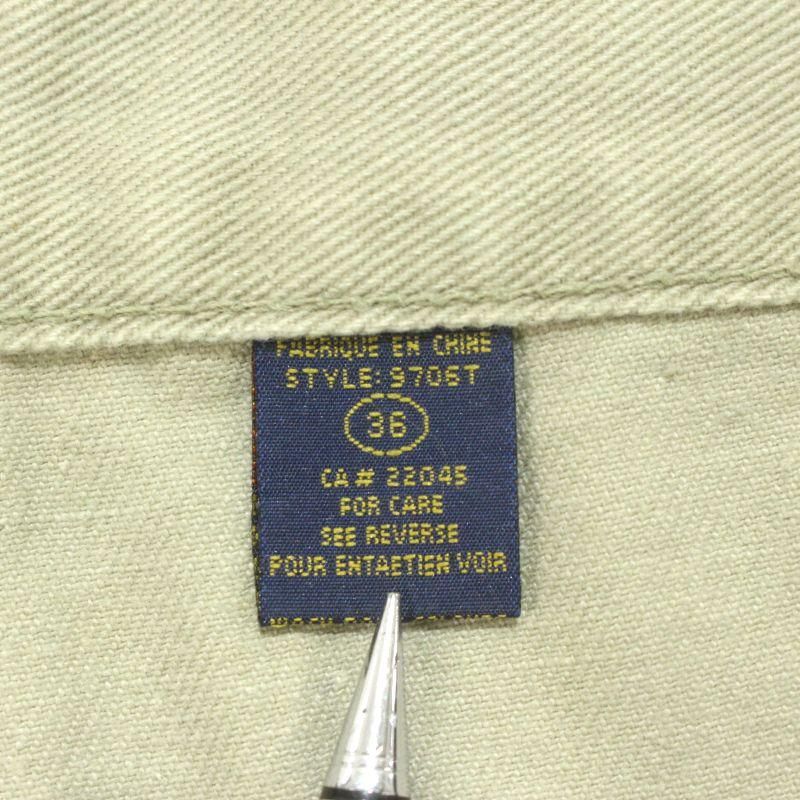 FABRIQUE EN CHINE
STYLE: 9706T
36
CA# 22045
FOR CARE
SEE REVERSE
POUR ENTAETIEN VOIR